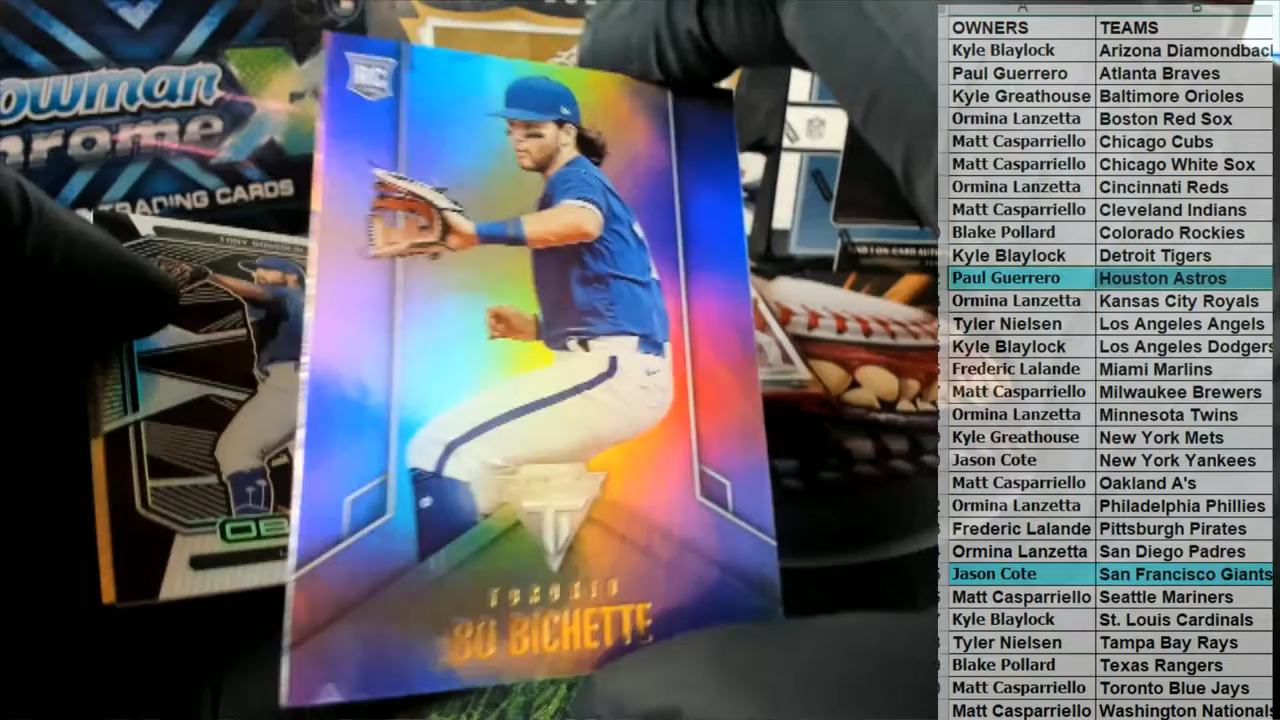 owman
hrome X
TRADING CARDS
RC
TORONTO
BO BICHETTE
A B
OWNERS TEAMS
Kyle Blaylock Arizona Diamondbac
Paul Guerrero Atlanta Braves
Kyle Greathouse Baltimore Orioles
Ormina Lanzetta Boston Red Sox
Matt Casparriello Chicago Cubs
Matt Casparriello Chicago White Sox
Ormina Lanzetta Cincinnati Reds
Matt Casparriello Cleveland Indians
Blake Pollard Colorado Rockies
Kyle Blaylock Detroit Tigers
Paul Guerrero Houston Astros
Ormina Lanzetta Kansas City Royals
Tyler Nielsen Los Angeles Angels
Kyle Blaylock Los Angeles Dodgers
Frederic Lalande Miami Marlins
Matt Casparriello Milwaukee Brewers
Ormina Lanzetta Minnesota Twins
Kyle Greathouse New York Mets
Jason Cote New York Yankees
Matt Casparriello Oakland A's
Ormina Lanzetta Philadelphia Phillies
Frederic Lalande Pittsburgh Pirates
Ormina Lanzetta San Diego Padres
Jason Cote San Francisco Giants
Matt Casparriello Seattle Mariners
Kyle Blaylock St. Louis Cardinals
Tyler Nielsen Tampa Bay Rays
Blake Pollard Texas Rangers
Matt Casparriello Toronto Blue Jays
Matt Casparriello Washington Nationals